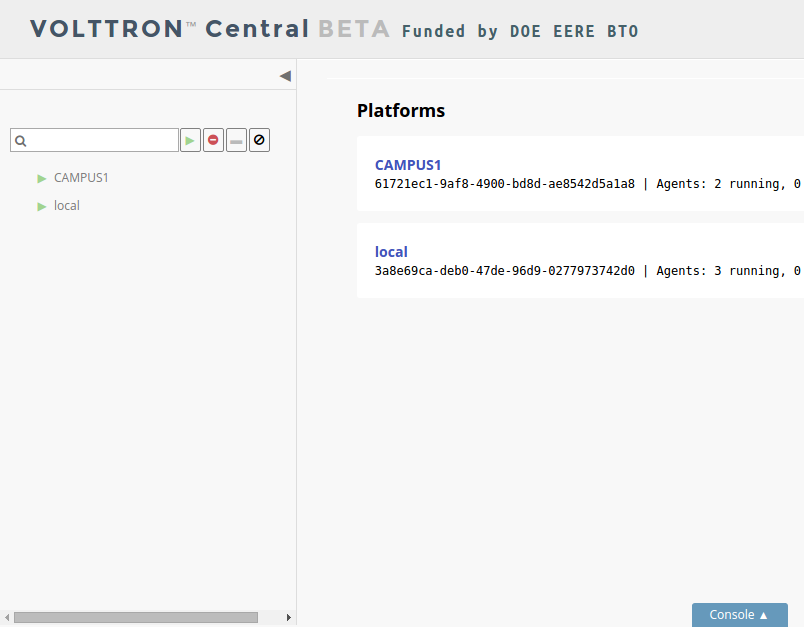 VOLTTRON™ Central BETA Funded by DOE EERE BTO
Platforms
CAMPUS1
61721ec1-9af8-4900-bd8d-ae8542d5a1a8 | Agents: 2 running, 0
local
3a8e69ca-deb0-47de-96d9-0277973742d0 | Agents: 3 running, 0
CAMPUS1
local
Console ▲